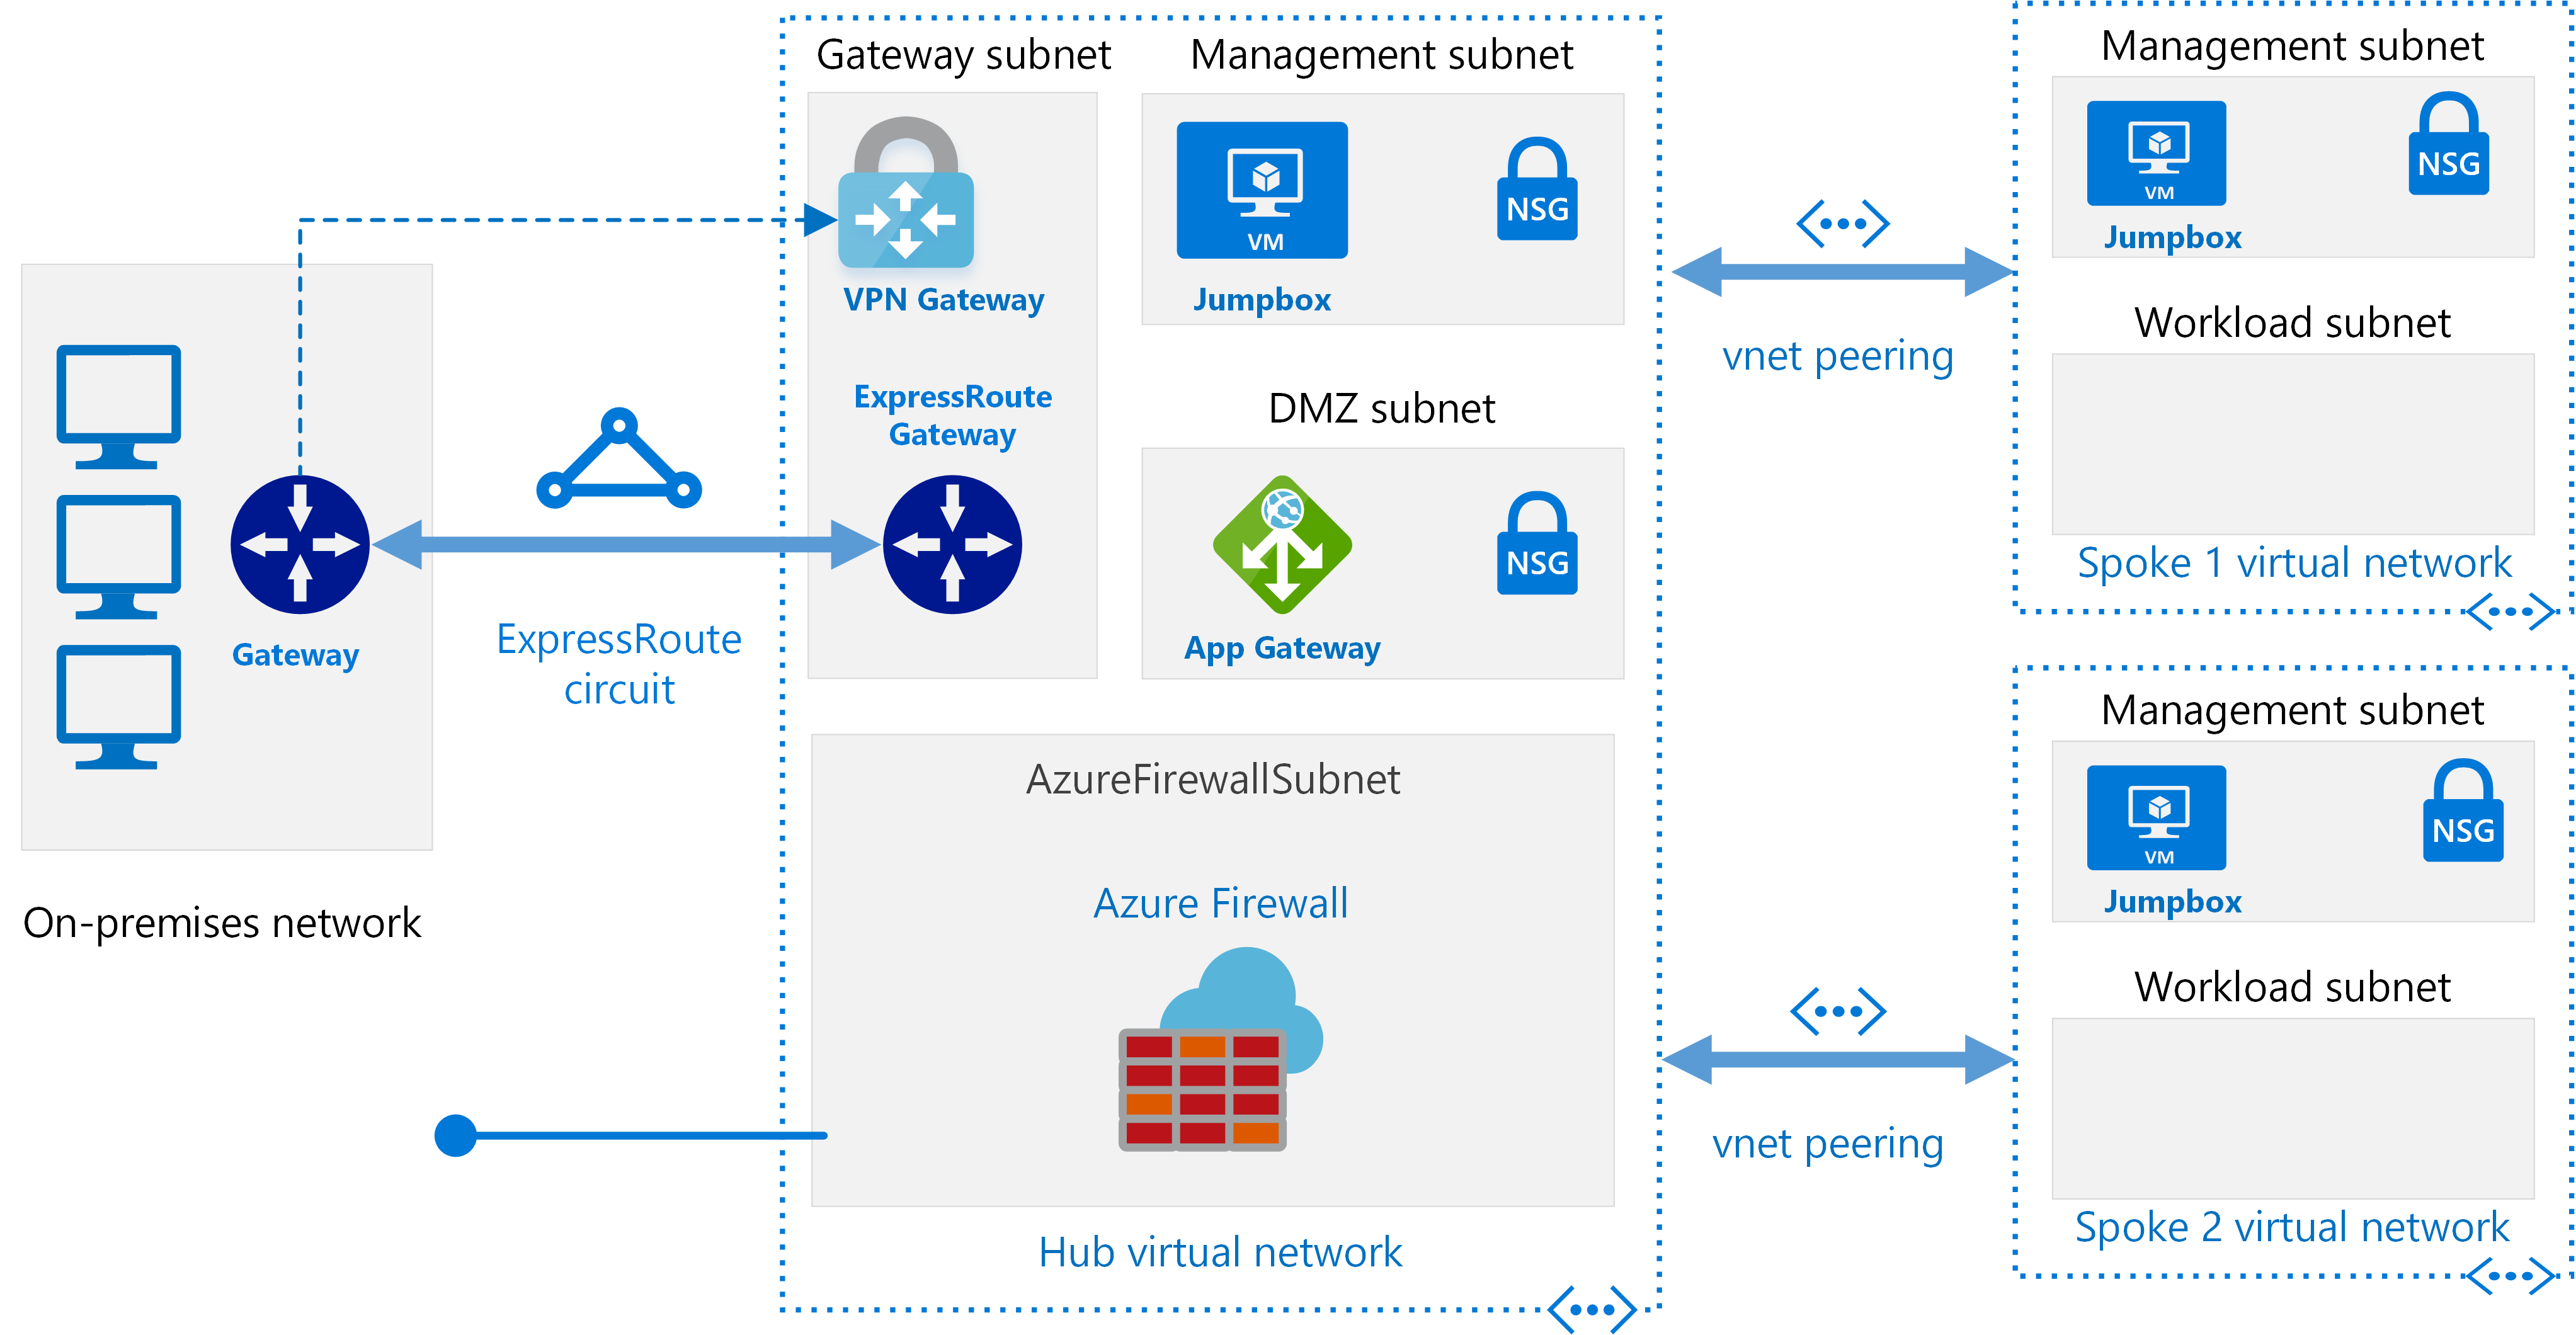 Gateway subnet
Management subnet
VM
Jumpbox
NSG
VPN Gateway
ExpressRoute
Gateway
DMZ subnet
App Gateway
NSG
Gateway
On-premises network
ExpressRoute
circuit
AzureFirewallSubnet
Azure Firewall
Hub virtual network
vnet peering
vnet peering
Management subnet
VM
Jumpbox
NSG
Workload subnet
Spoke 1 virtual network
Management subnet
VM
Jumpbox
NSG
Workload subnet
Spoke 2 virtual network